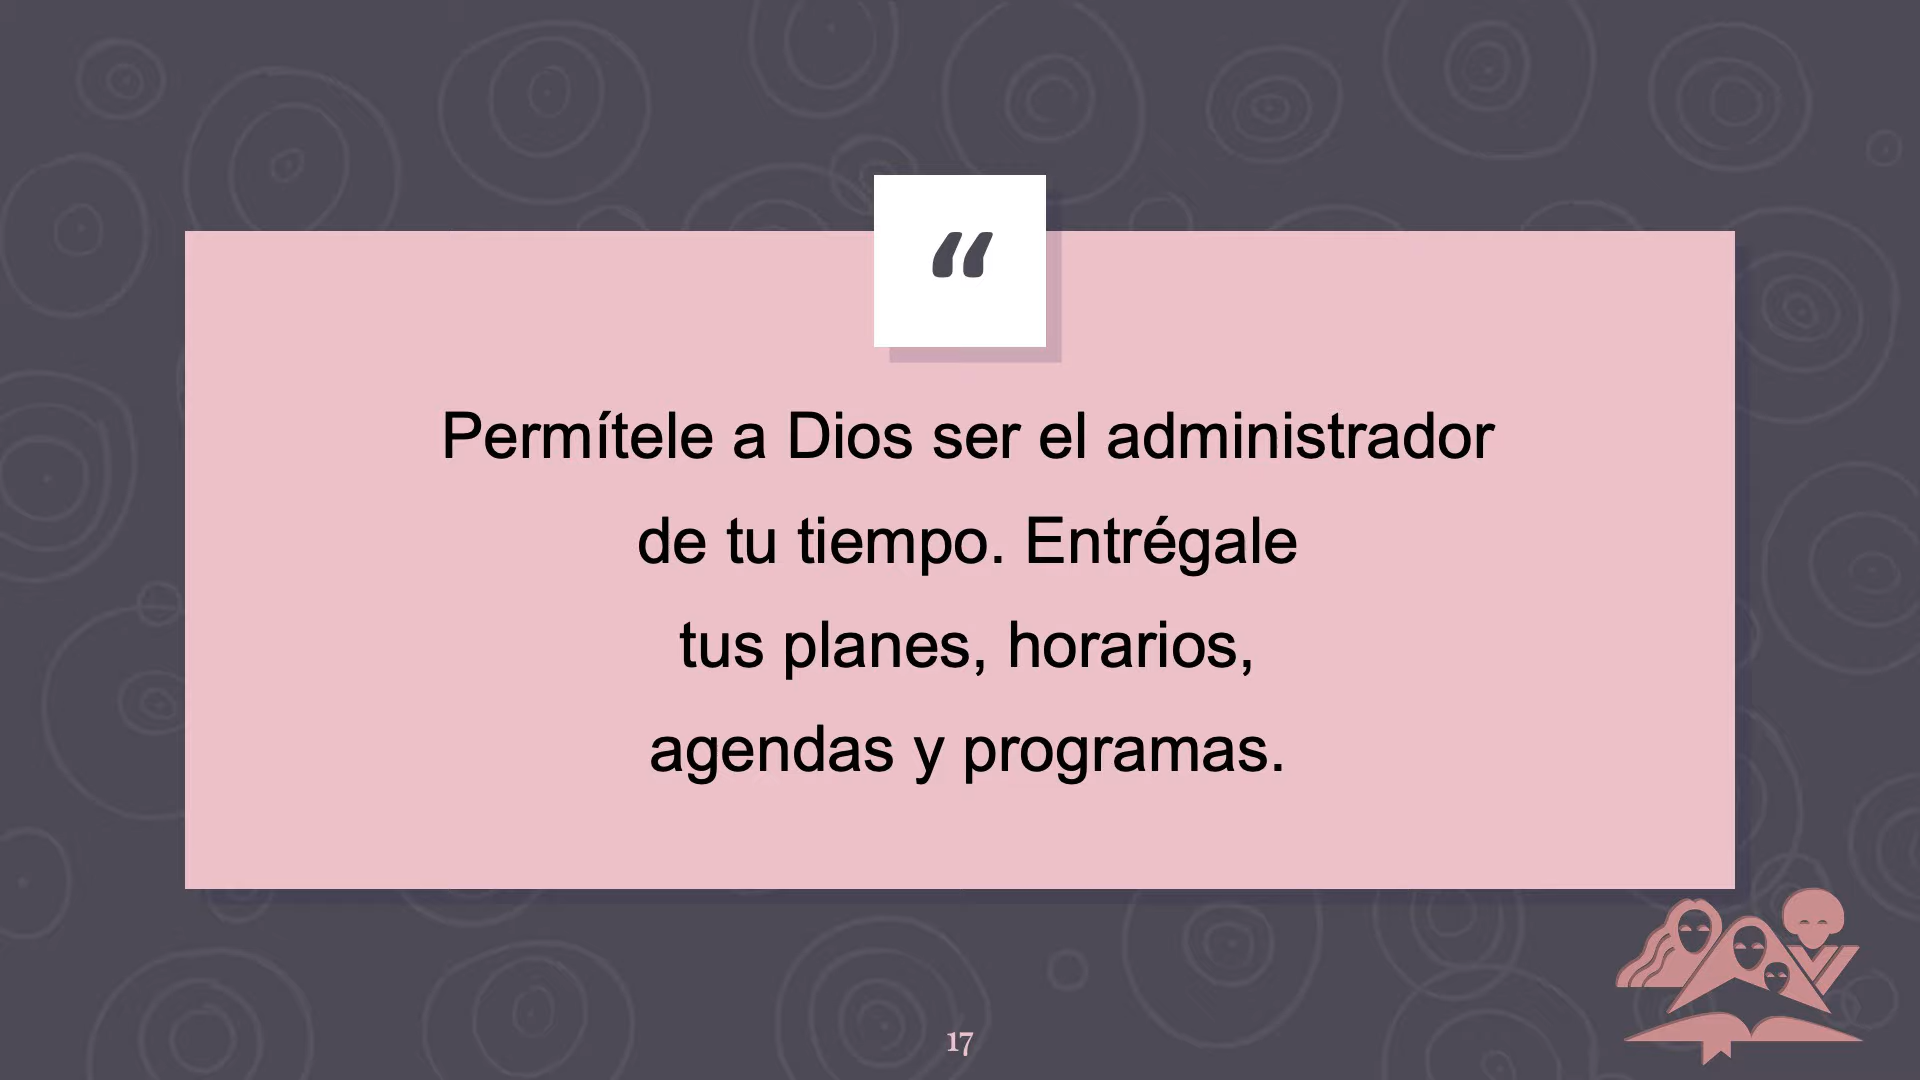 “
Permítele a Dios ser el administrador
de tu tiempo. Entrégale
tus planes, horarios,
agendas y programas.
17